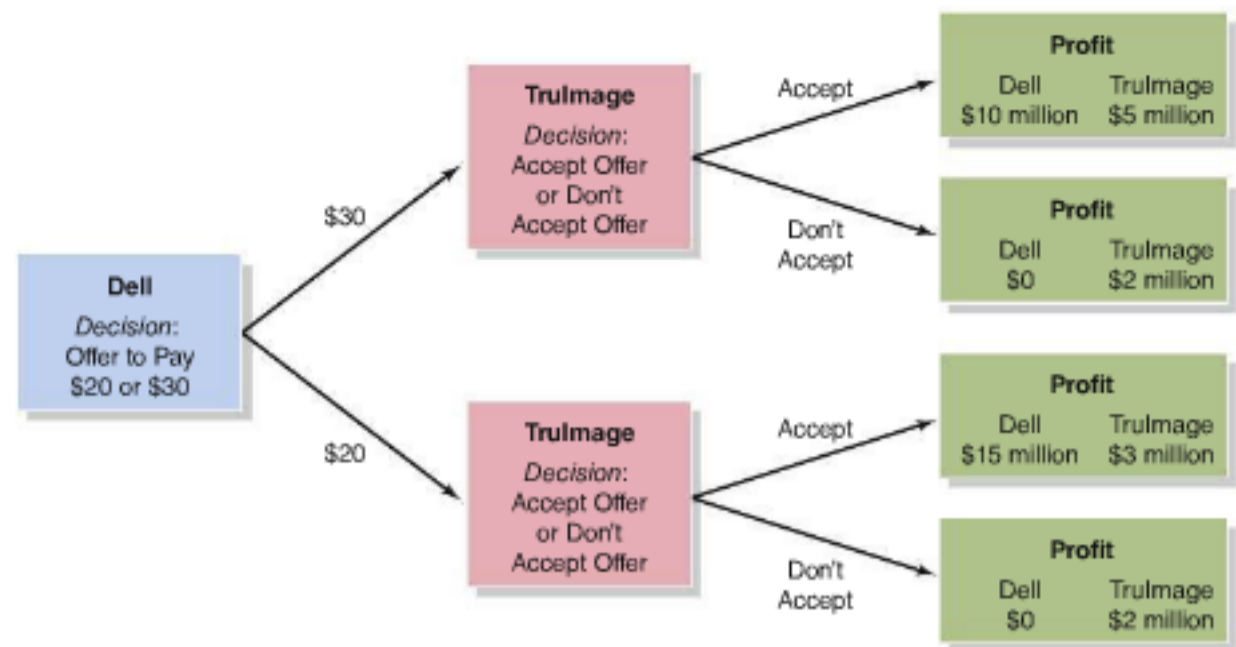 Dell
Decision:
Offer to Pay
$20 or $30
$30
$20
TruImage
Decision:
Accept Offer
or Don't
Accept Offer
TruImage
Decision:
Accept Offer
or Don't
Accept Offer
Accept
Don't
Accept
Accept
Don't
Accept
Profit
Dell TruImage
$10 million $5 million
Profit
Dell TruImage
$0 $2 million
Profit
Dell TruImage
$15 million $3 million
Profit
Dell TruImage
$0 $2 million